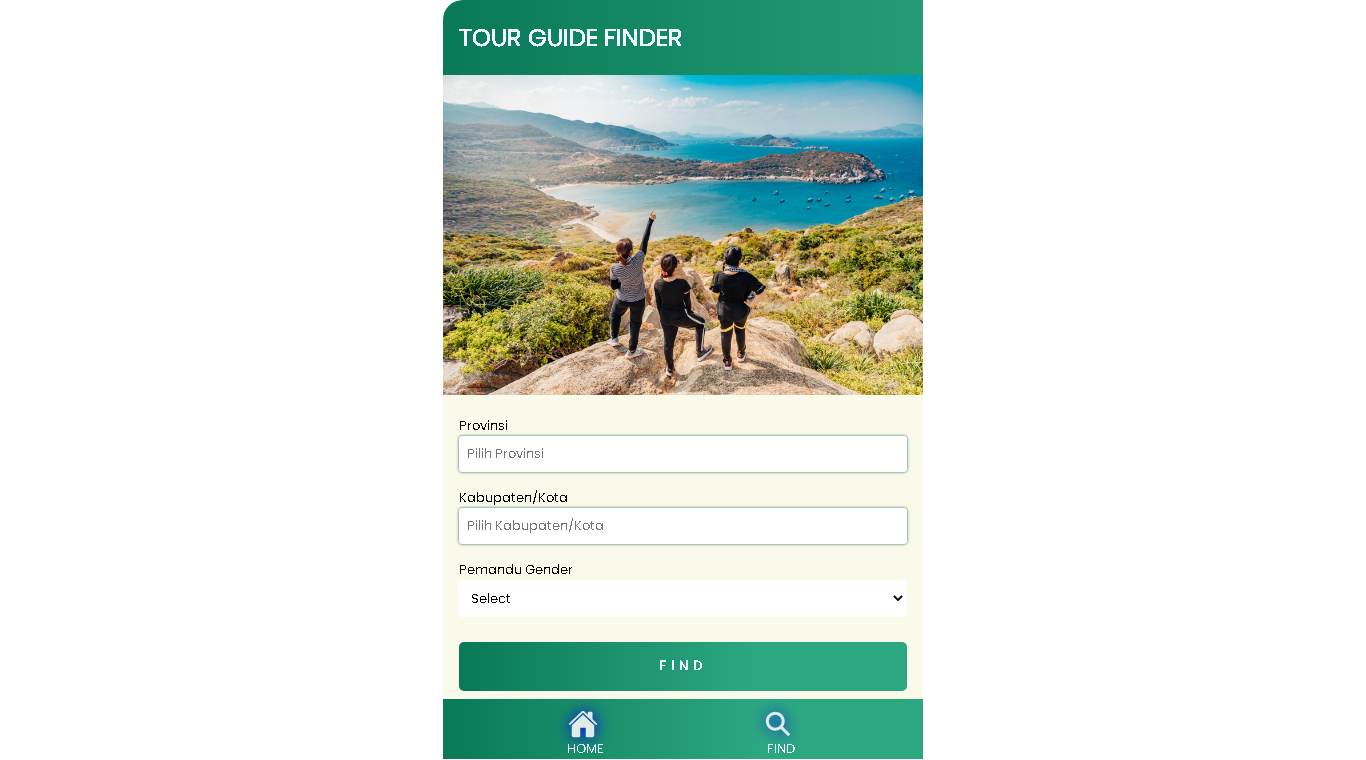 TOUR GUIDE FINDER
Provinsi
Pilih Provinsi
Kabupaten/Kota
Pilih Kabupaten/Kota
Pemandu Gender
Select
FIND
HOME
FIND